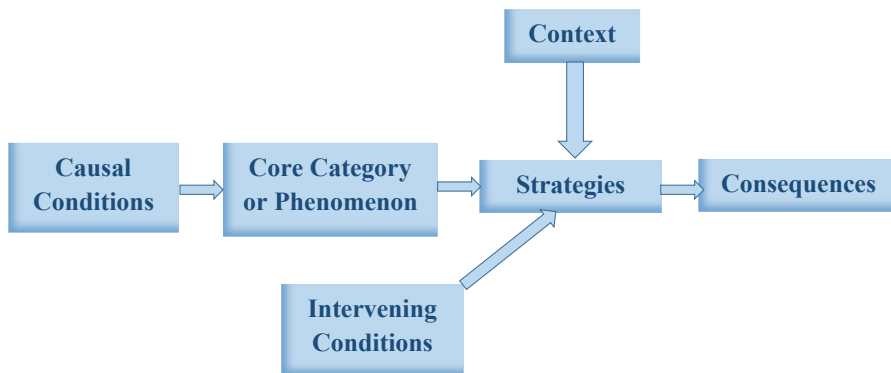 Context
Causal
Conditions
Core Category
or Phenomenon
Strategies
Consequences
Intervening
Conditions